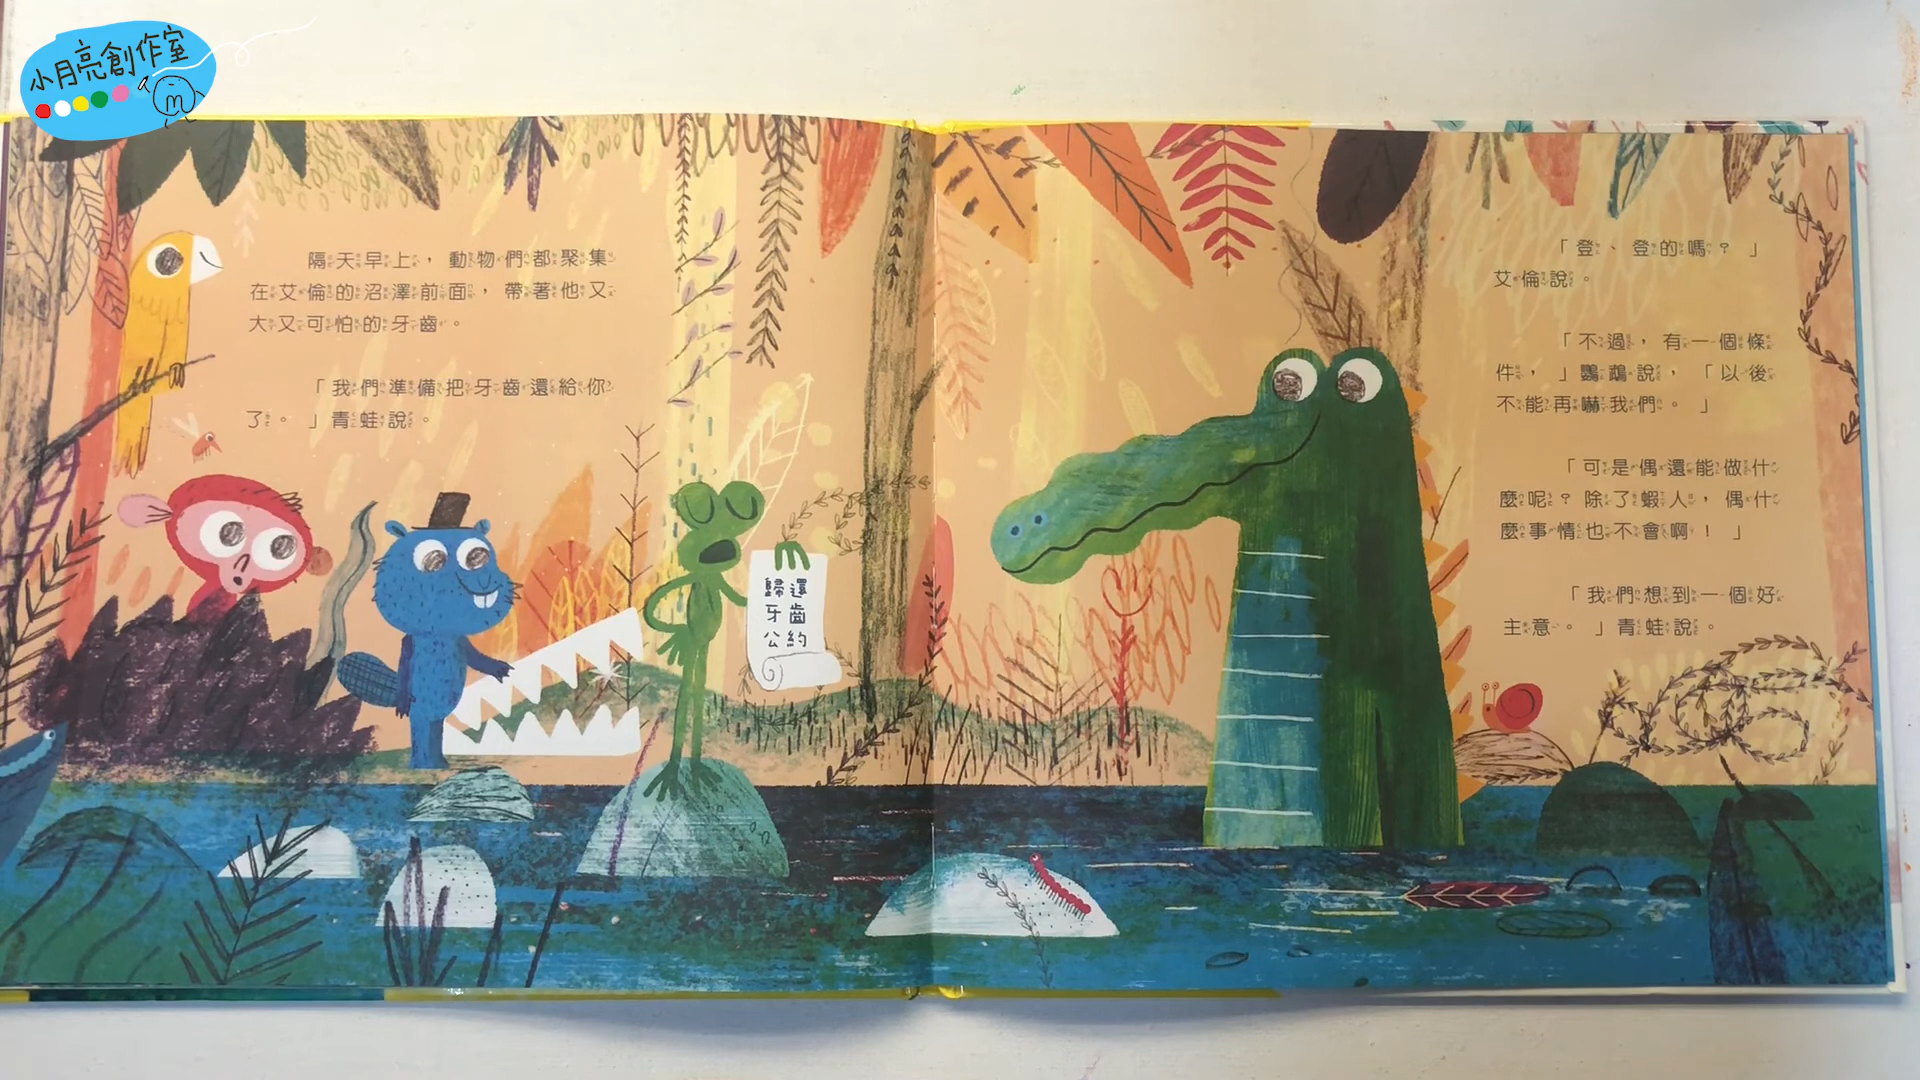 小月亮創作室
m
隔天早上，動物們都聚集
在艾倫的沼澤前面，帶著他又
大又可怕的牙齒。
「我們準備把牙齒還給你
了。」青蛙說。
歸還
牙齒
公約
「登、登的嗎？」
艾倫說。
「不過，有一個條
件，」鸚鵡說，「以後
不能再嚇我們。」
「可是偶還能做什
麼呢？除了蝦人，偶什
麼事情也不會啊！」
「我們想到一個好
主意。」青蛙說。